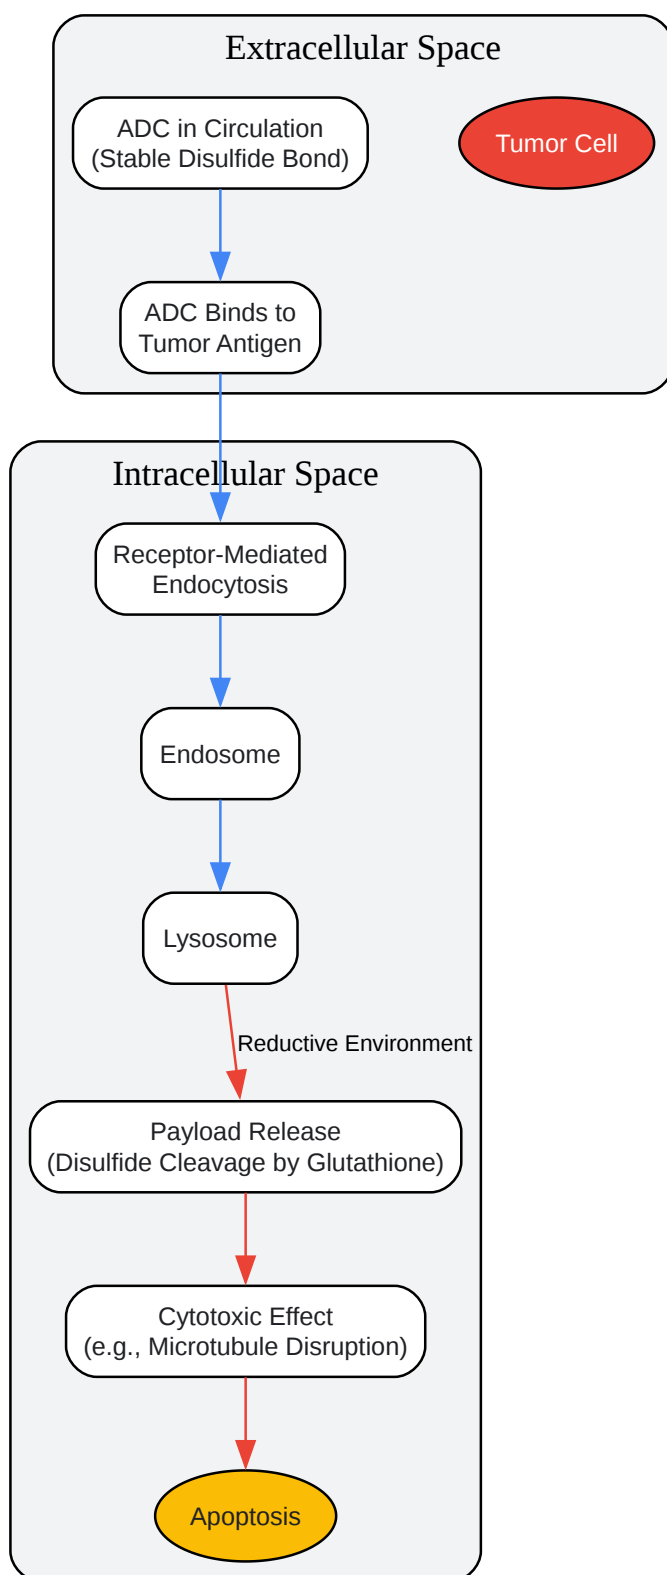 Extracellular Space
ADC in Circulation
(Stable Disulfide Bond)
Tumor Cell
ADC Binds to
Tumor Antigen
Intracellular Space
Receptor-Mediated
Endocytosis
Endosome
Lysosome
Reductive Environment
Payload Release
(Disulfide Cleavage by Glutathione)
Cytotoxic Effect
(e.g., Microtubule Disruption)
Apoptosis